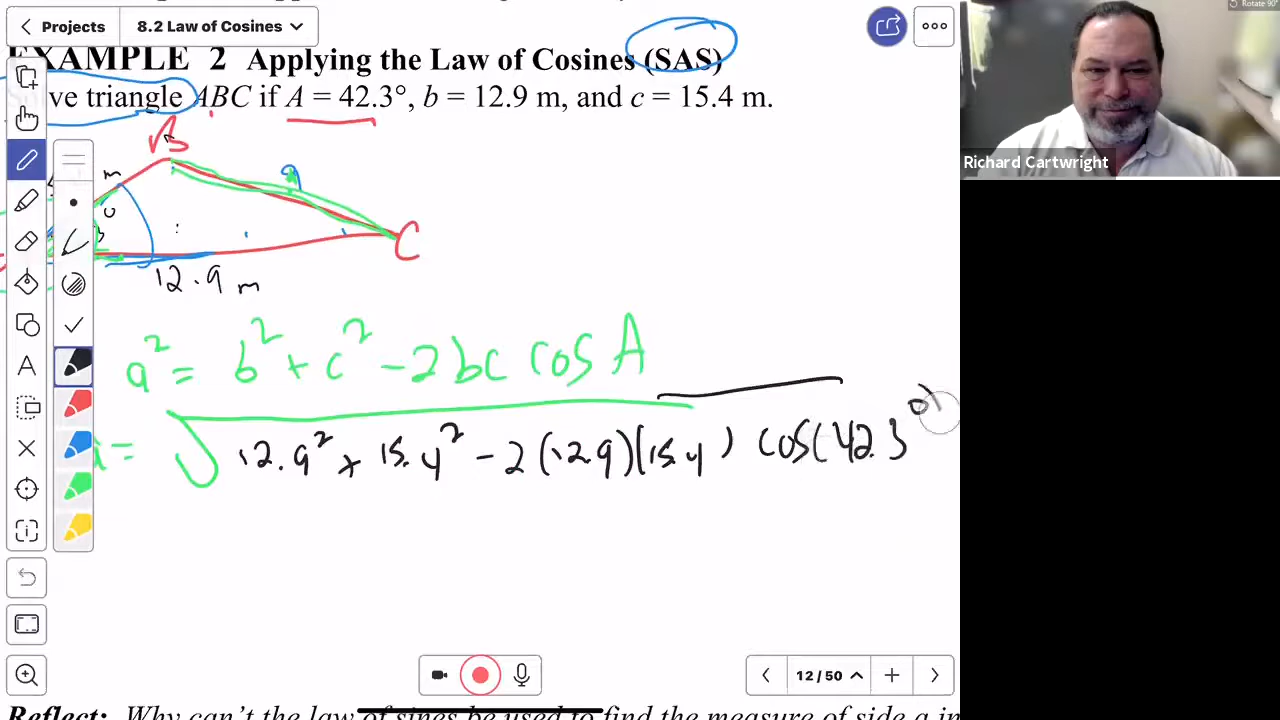 Projects
8.2 Law of Cosines
Rotate 90°
EXAMPLE 2 Applying the Law of Cosines (SAS)
ve triangle ABC if A = 42.3°, b = 12.9 m, and c = 15.4 m.
B
m
a
C
12.9 m
a² = b² + c² - 2bc cos A
a = √ 12.9² + 15.4² - 2(12.9)(15.4) cos(42.3°)
Richard Cartwright
A
12/50
Reflect: Why can't the law of sines be used to find the measure of side a in